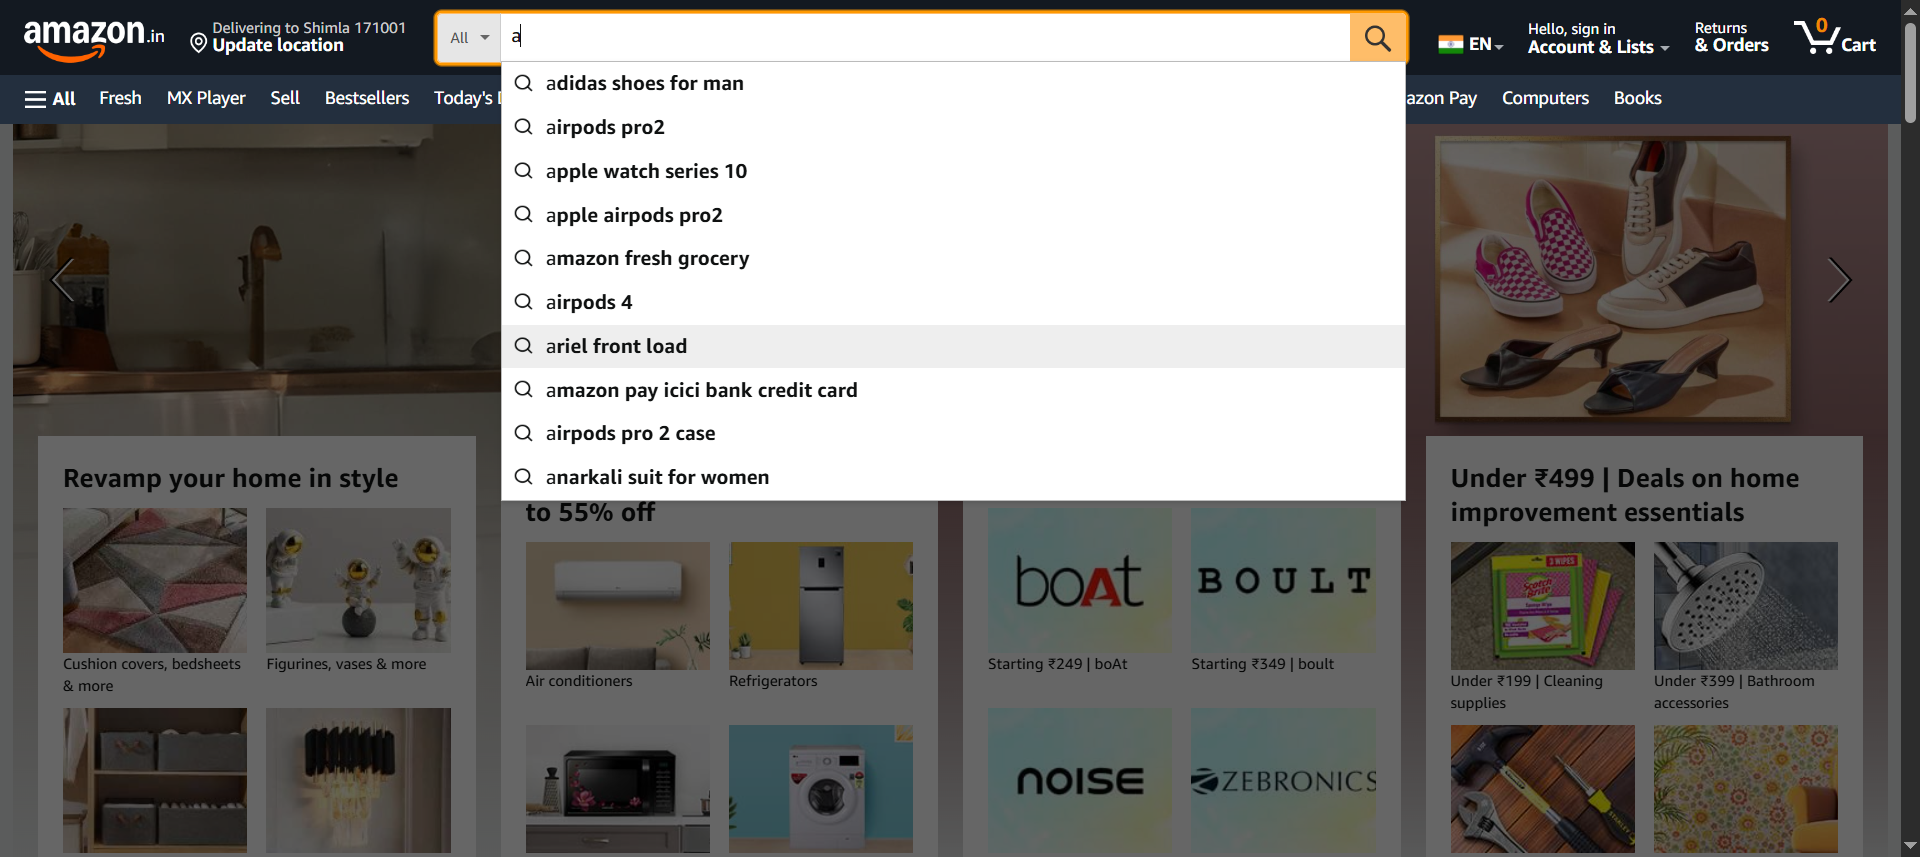 amazon.in
Delivering to Shimla 171001
Update location
All
a
EN
Hello, sign in
Account & Lists
Returns
& Orders
0
Cart
All
Fresh
MX Player
Sell
Bestsellers
Today's
azon Pay
Computers
Books
adidas shoes for man
airpods pro2
apple watch series 10
apple airpods pro2
amazon fresh grocery
airpods 4
ariel front load
amazon pay icici bank credit card
airpods pro 2 case
anarkali suit for women
Revamp your home in style
Cushion covers, bedsheets
& more
Figurines, vases & more
to 55% off
Air conditioners
Refrigerators
boAt
BOULT
Starting ₹249 | boAt
Starting ₹349 | boult
noise
ZEBRONICS
Under ₹499 | Deals on home
improvement essentials
3 WIPES
Scotch
Brite
Under ₹199 | Cleaning
supplies
Under ₹399 | Bathroom
accessories
STANLEY